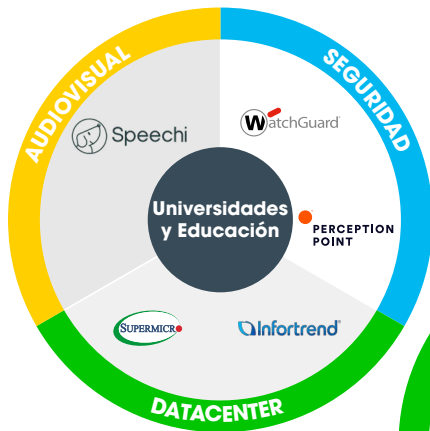 AUDIOVISUAL
SEGURIDAD
Speechi
WatchGuard
Universidades
y Educación
PERCEPTION
POINT
SUPERMICRO
Infortrend
DATACENTER